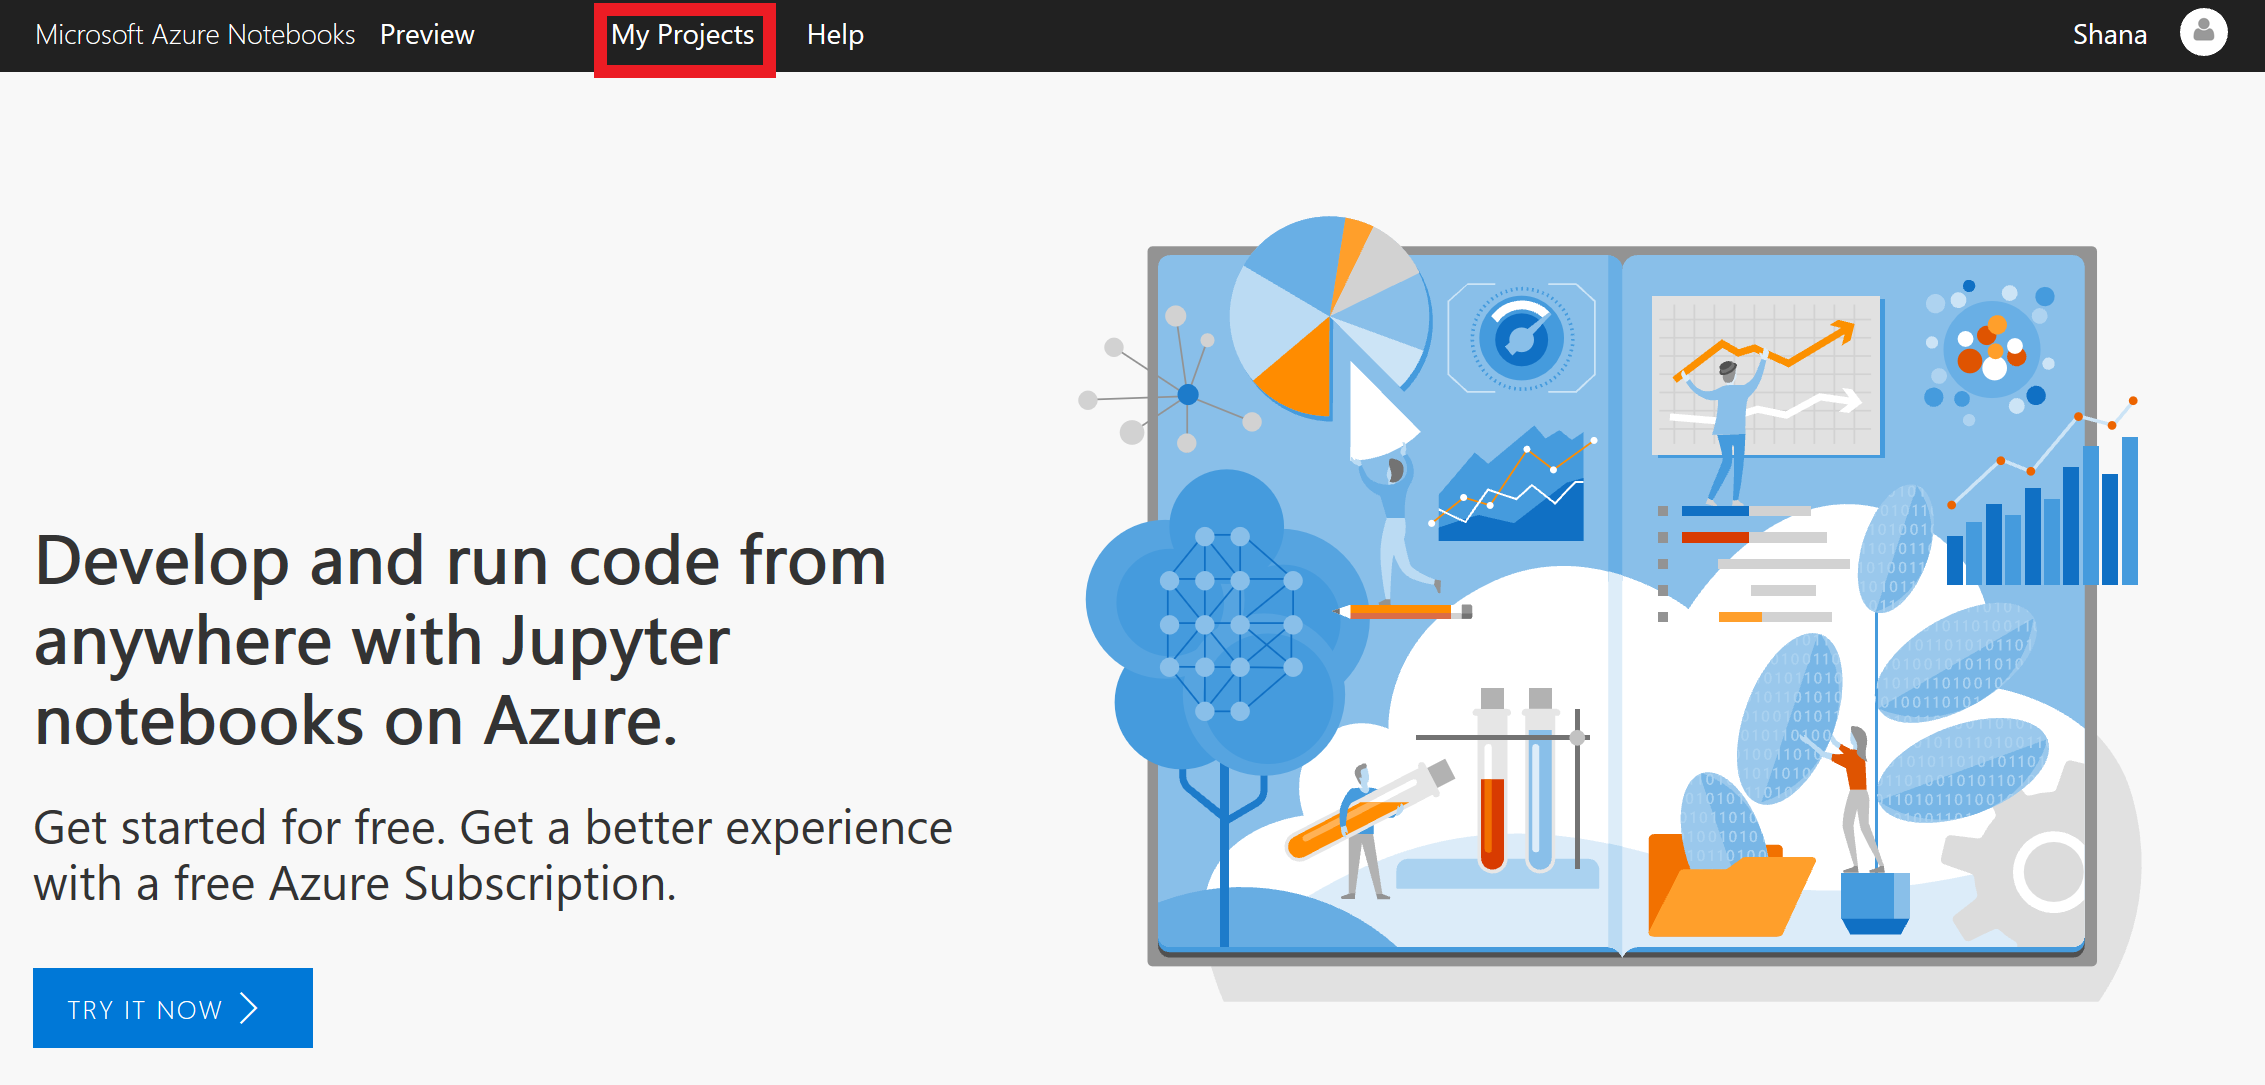 Microsoft Azure Notebooks Preview My Projects Help Shana
Develop and run code from
anywhere with Jupyter
notebooks on Azure.
Get started for free. Get a better experience
with a free Azure Subscription.
TRY IT NOW